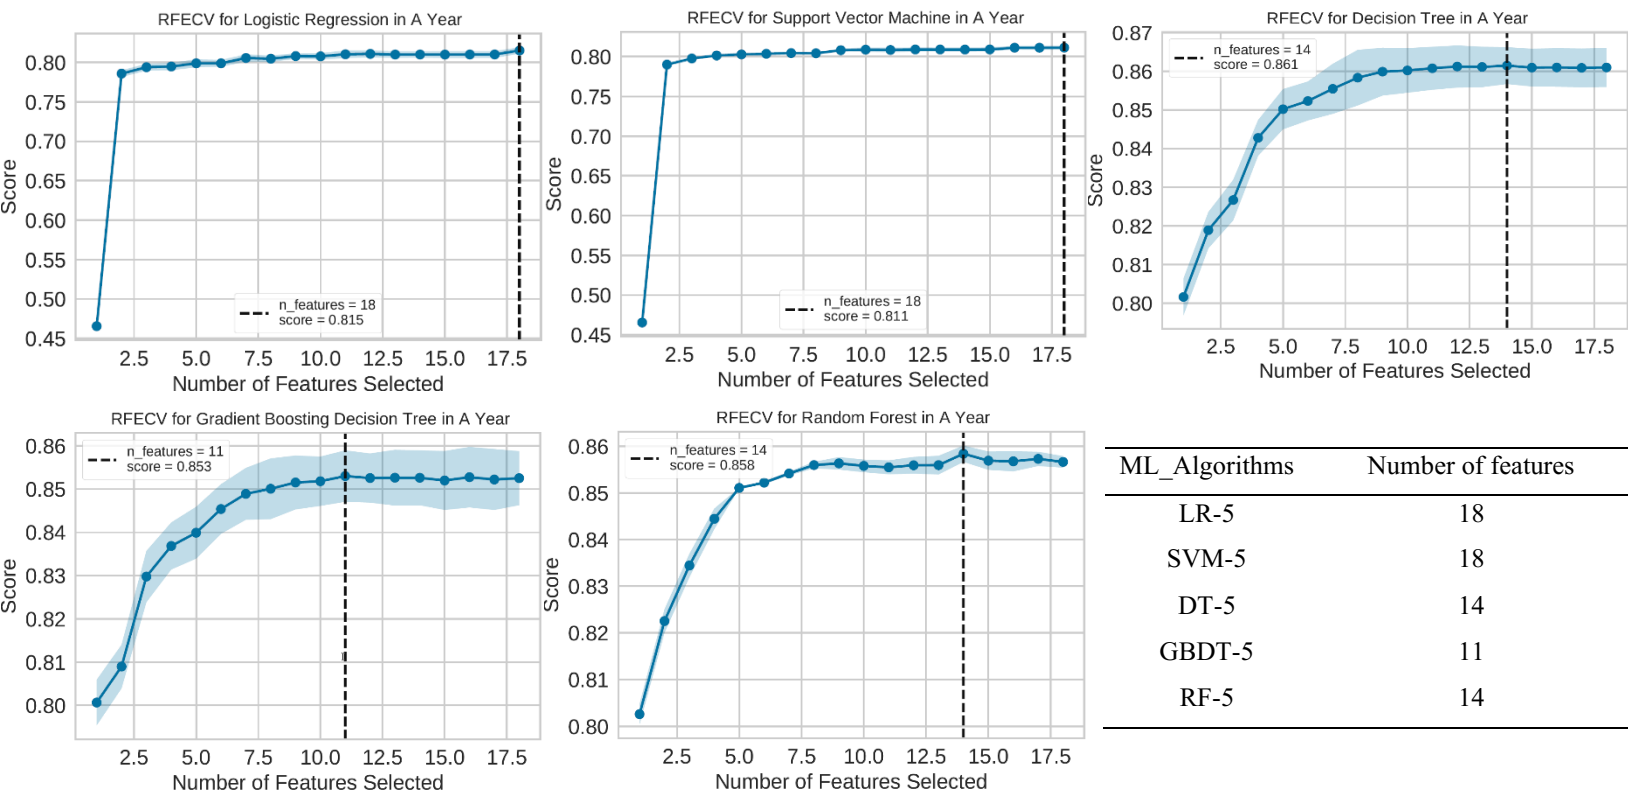 RFECV for Logistic Regression in A Year
0.80
0.75
0.70
0.65
0.60
0.55
0.50
0.45
Score
n_features = 18
score = 0.815
2.5 5.0 7.5 10.0 12.5 15.0 17.5
Number of Features Selected
RFECV for Support Vector Machine in A Year
0.80
0.75
0.70
0.65
0.60
0.55
0.50
0.45
Score
n_features = 18
score = 0.811
2.5 5.0 7.5 10.0 12.5 15.0 17.5
Number of Features Selected
RFECV for Decision Tree in A Year
0.87
0.86
0.85
0.84
0.83
0.82
0.81
0.80
Score
n_features = 14
score = 0.861
2.5 5.0 7.5 10.0 12.5 15.0 17.5
Number of Features Selected
RFECV for Gradient Boosting Decision Tree in A Year
0.86
0.85
0.84
0.83
0.82
0.81
0.80
Score
n_features = 11
score = 0.853
2.5 5.0 7.5 10.0 12.5 15.0 17.5
Number of Features Selected
RFECV for Random Forest in A Year
0.86
0.85
0.84
0.83
0.82
0.81
0.80
Score
n_features = 14
score = 0.858
2.5 5.0 7.5 10.0 12.5 15.0 17.5
Number of Features Selected
ML_Algorithms Number of features
LR-5 18
SVM-5 18
DT-5 14
GBDT-5 11
RF-5 14